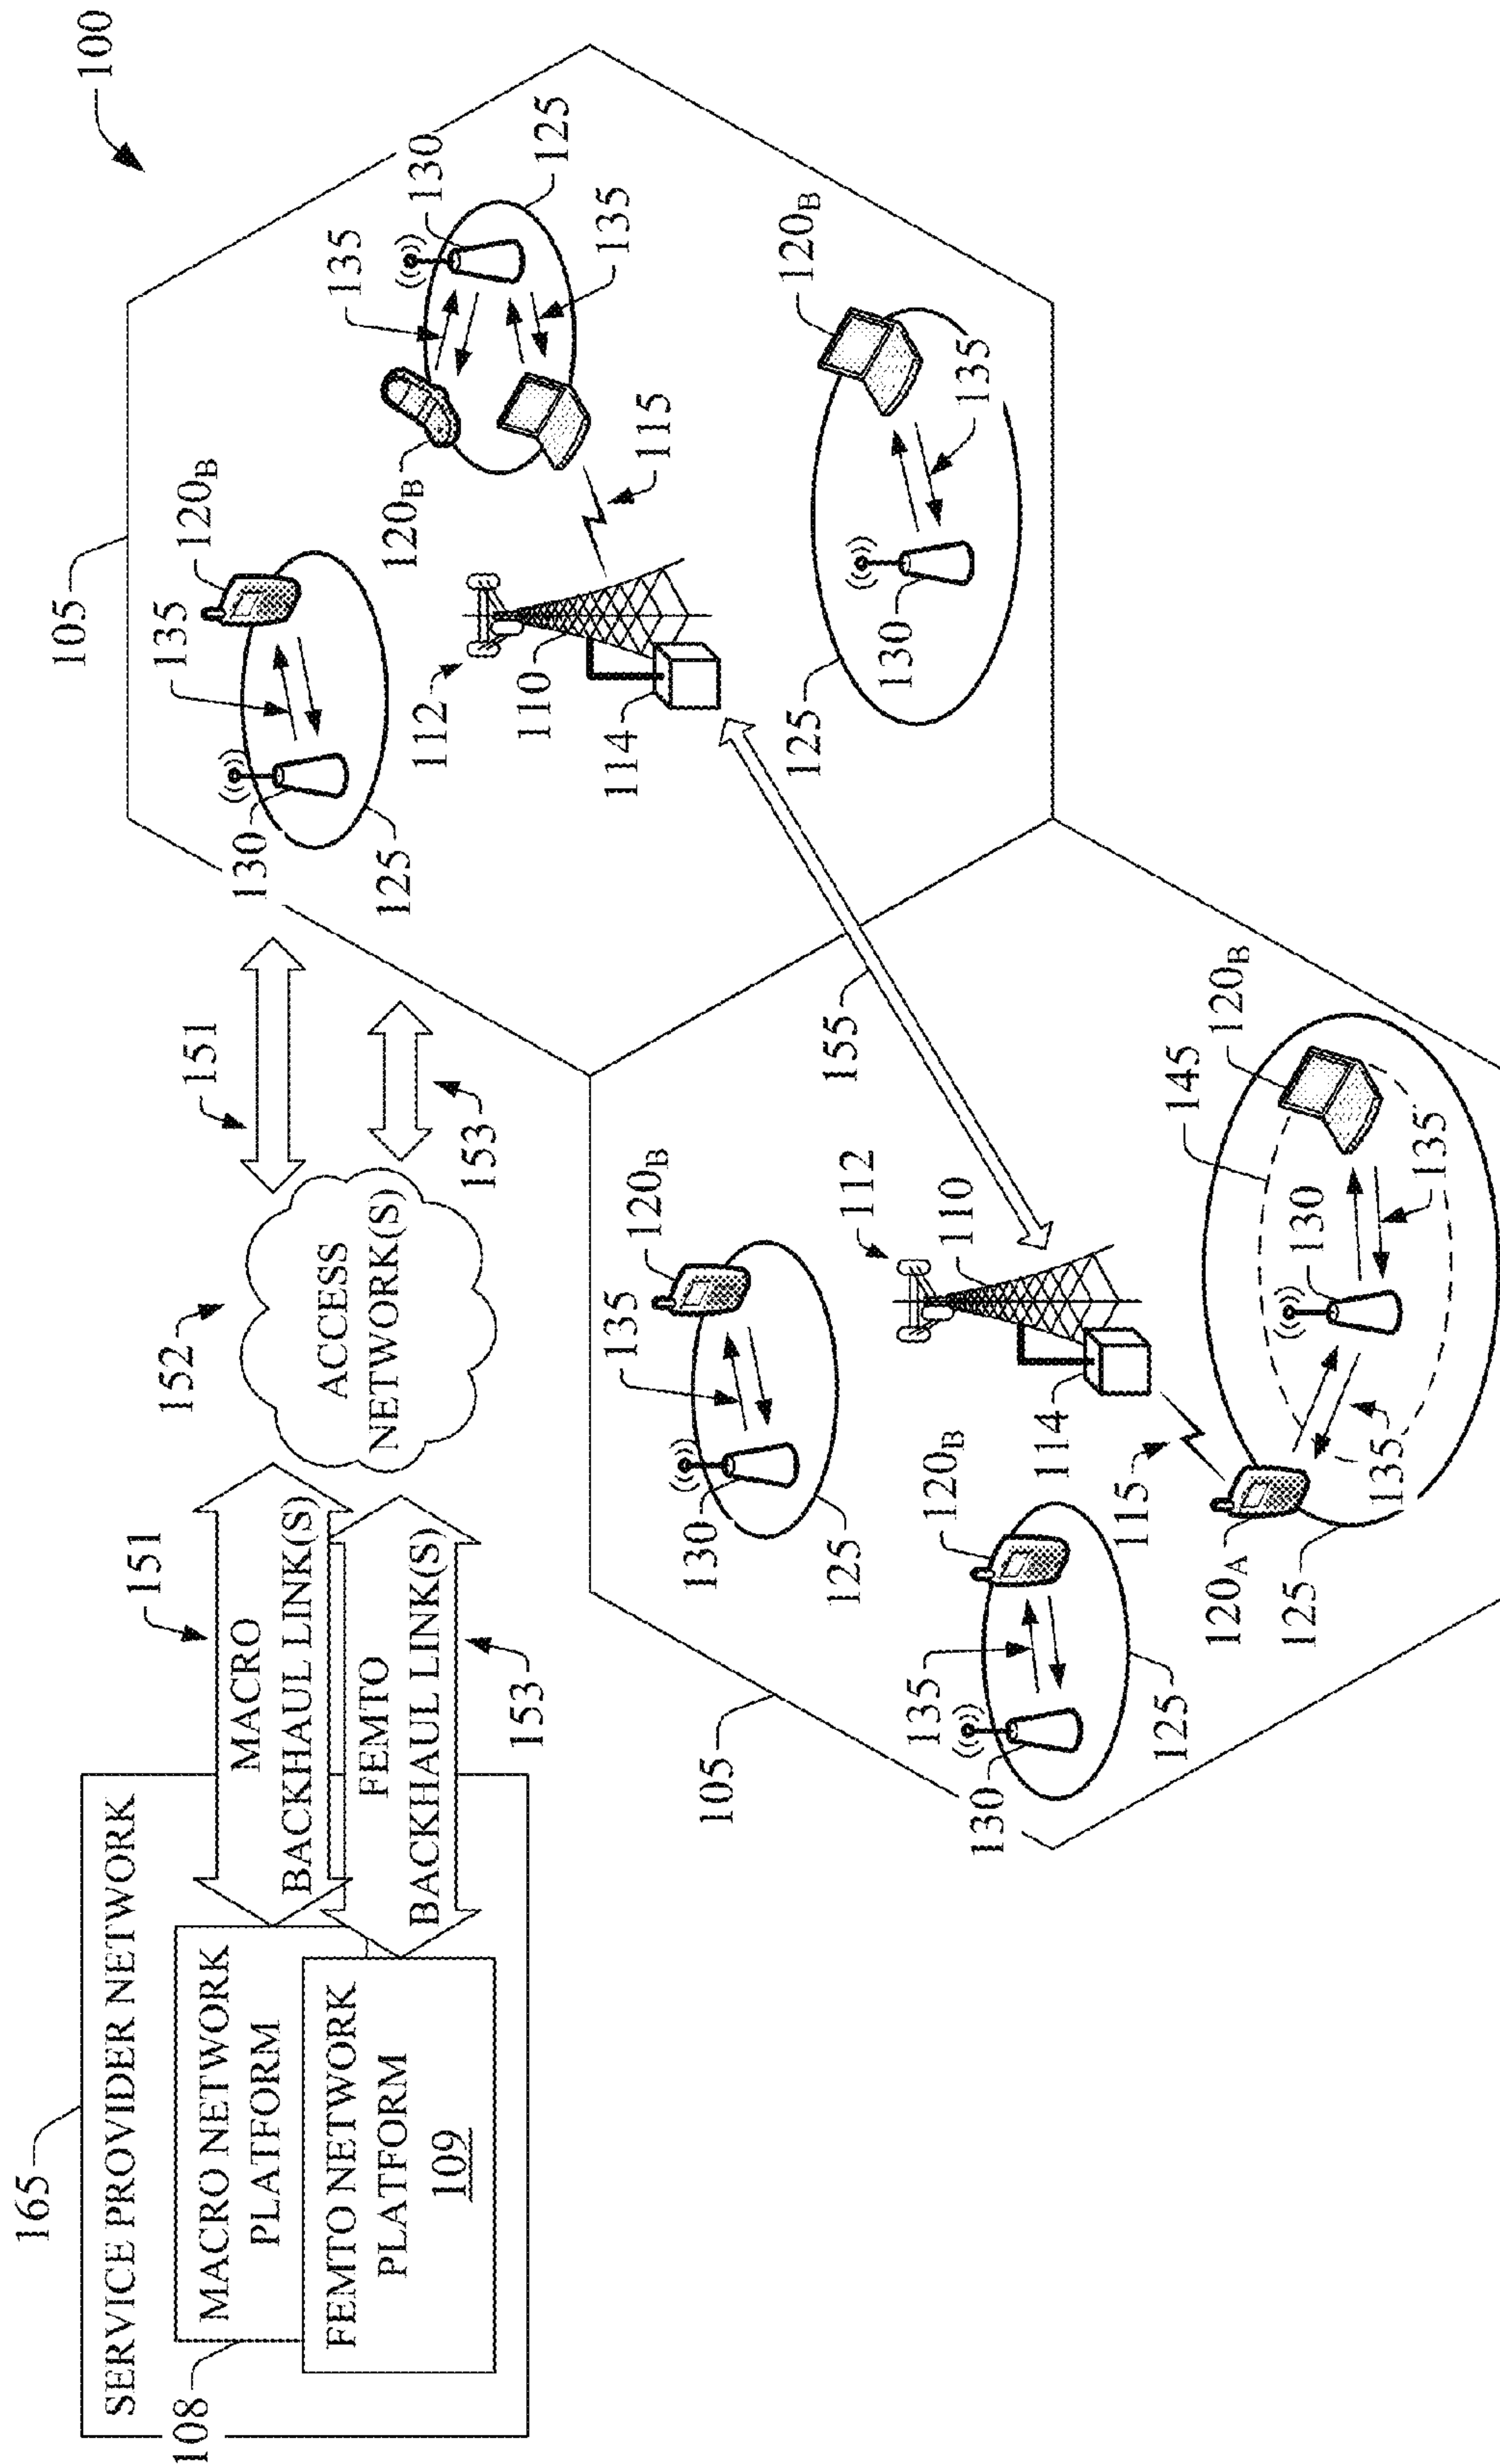 100
165
SERVICE PROVIDER NETWORK
108
MACRO NETWORK
PLATFORM
FEMTO NETWORK
PLATFORM
109
151
MACRO
BACKHAUL LINK(S)
FEMTO
BACKHAUL LINK(S)
153
152
ACCESS
NETWORK(S)
151
153
105
130
135
120B
125
112
110
114
120B
135
130
125
135
115
125
130
120B
135
155
105
130
135
120B
125
130
135
120B
125
112
110
114
115
120A
125
135
130
145
120B
135